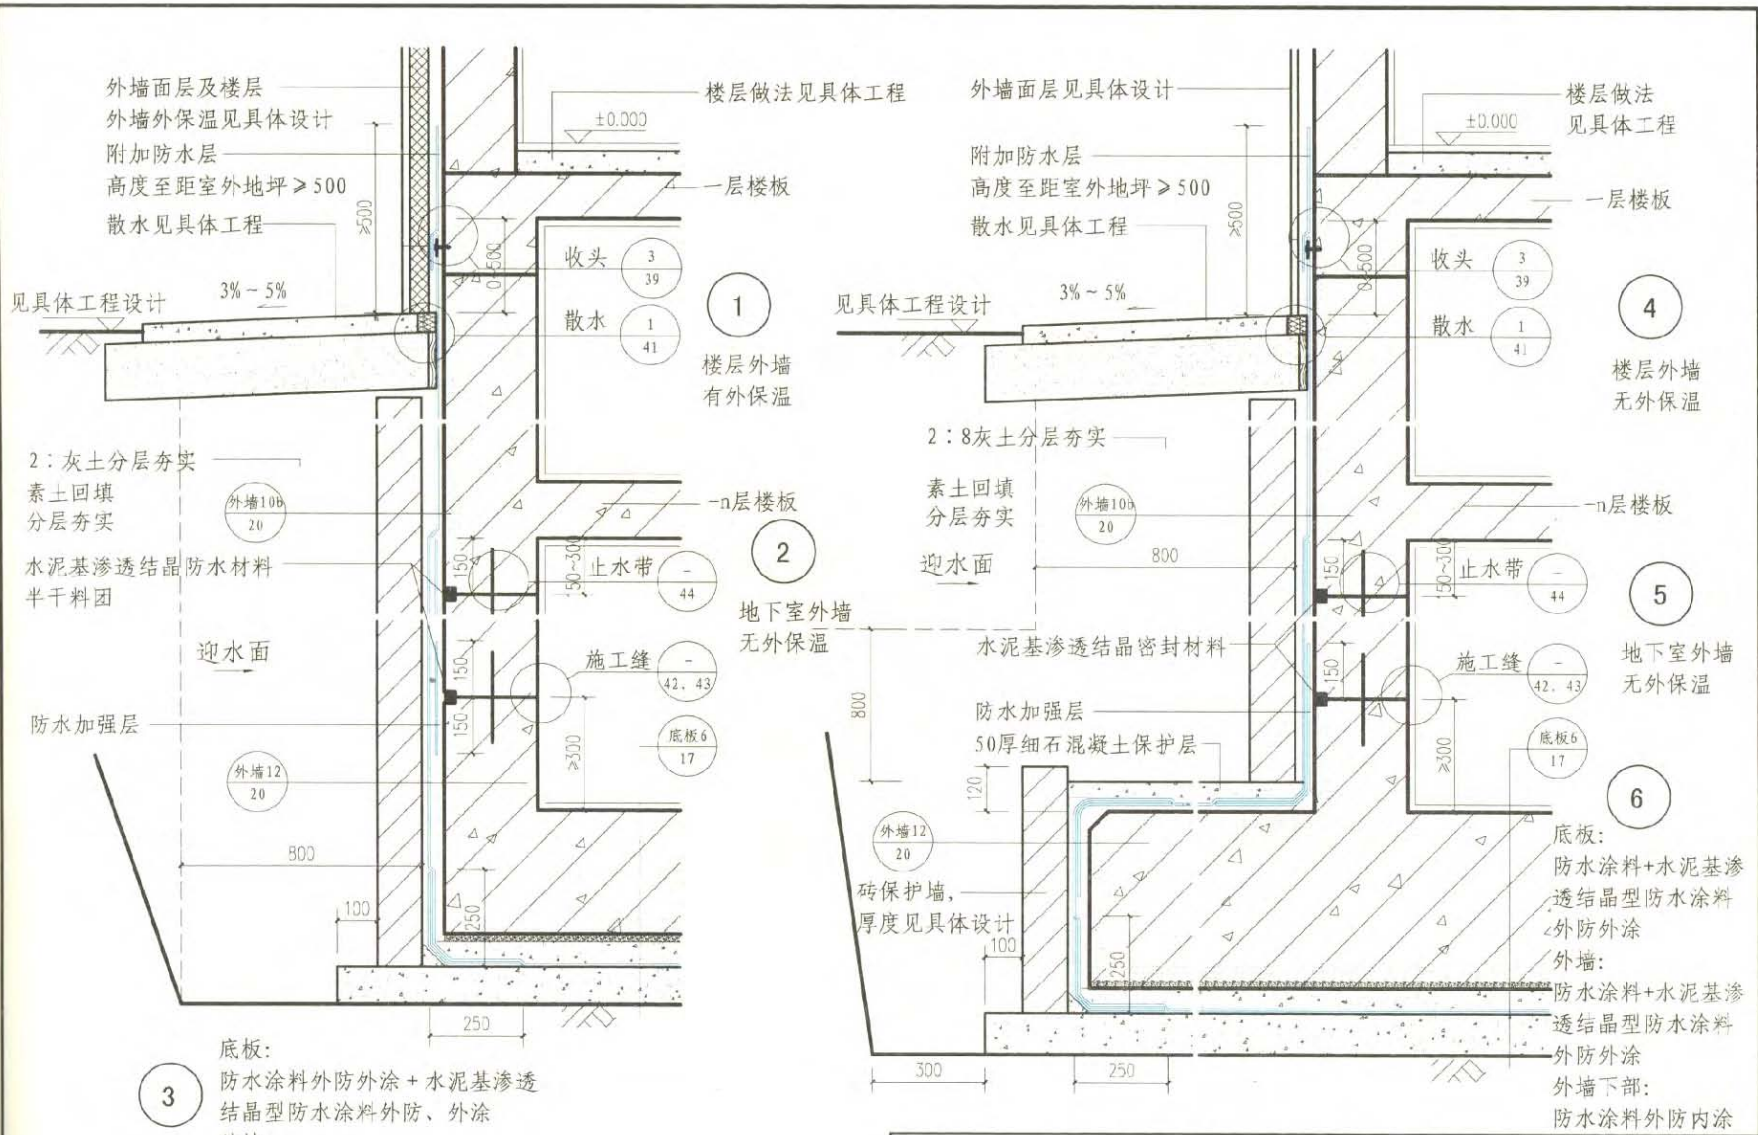 外墙面层及楼层
外墙外保温见具体设计
附加防水层
高度至距室外地坪≥500
散水见具体工程
见具体工程设计
3%~5%
≥500
楼层做法见具体工程
±0.000
一层楼板
0~500
收头
3
39
散水
1
41
1
楼层外墙
有外保温
2：灰土分层夯实
素土回填
分层夯实
外墙10b
20
水泥基渗透结晶防水材料
半干料团
迎水面
防水加强层
外墙12
20
800
100
250
250
-n层楼板
150
150~300
止水带
-
44
150
150
施工缝
-
42、43
≥300
底板6
17
2
地下室外墙
无外保温
3
底板：
防水涂料外防外涂+水泥基渗透
结晶型防水涂料外防、外涂
外墙面层见具体设计
附加防水层
高度至距室外地坪≥500
散水见具体工程
见具体工程设计
3%~5%
≥500
楼层做法
见具体工程
±0.000
一层楼板
0~500
收头
3
39
散水
1
41
4
楼层外墙
无外保温
2：8灰土分层夯实
素土回填
分层夯实
外墙10b
20
迎水面
800
800
水泥基渗透结晶密封材料
防水加强层
50厚细石混凝土保护层
120
外墙12
20
砖保护墙，
厚度见具体设计
100
300
250
250
-n层楼板
150
150~300
止水带
-
44
150
施工缝
-
42、43
≥300
底板6
17
5
地下室外墙
无外保温
6
底板：
防水涂料+水泥基渗
透结晶型防水涂料
外防外涂
外墙：
防水涂料+水泥基渗
透结晶型防水涂料
外防外涂
外墙下部：
防水涂料外防内涂